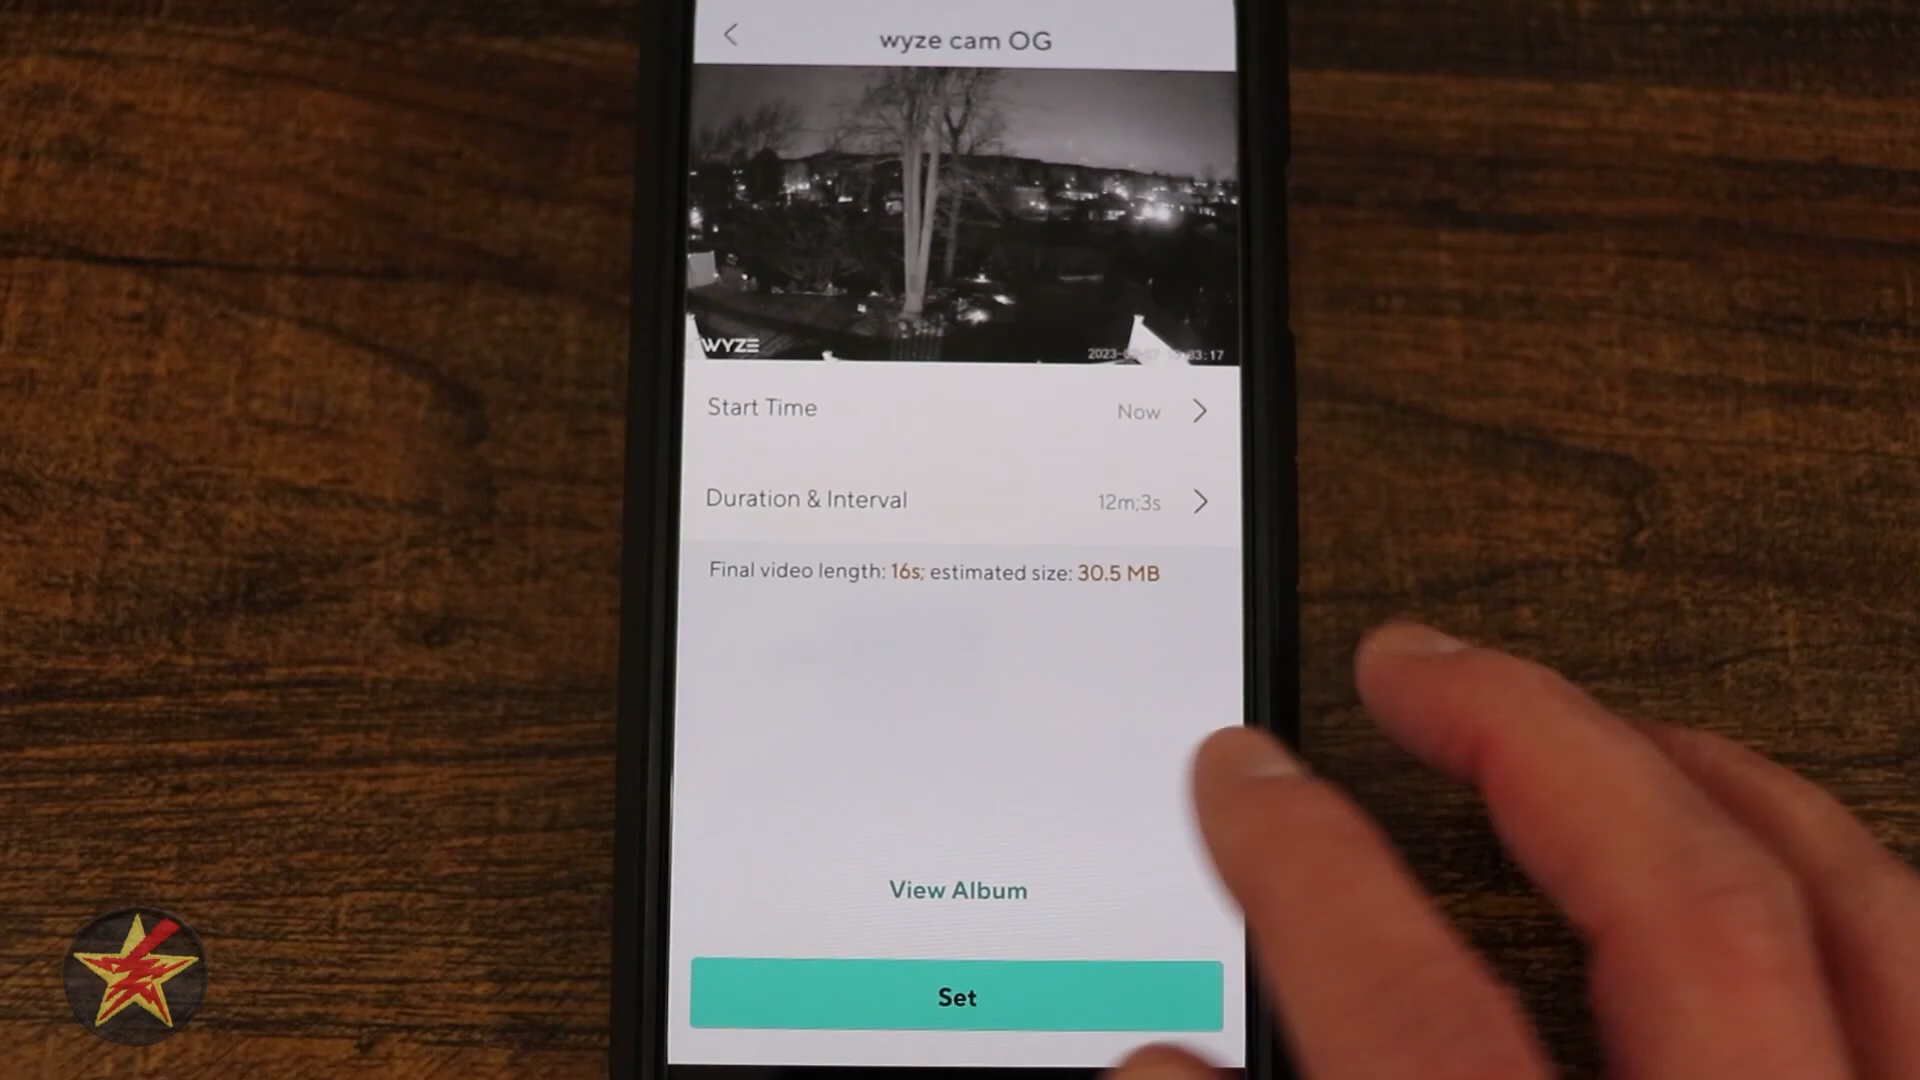 wyze cam OG
WYZE
Start Time
Now
Duration & Interval
12m;3s
Final video length: 16s; estimated size: 30.5 MB
View Album
Set